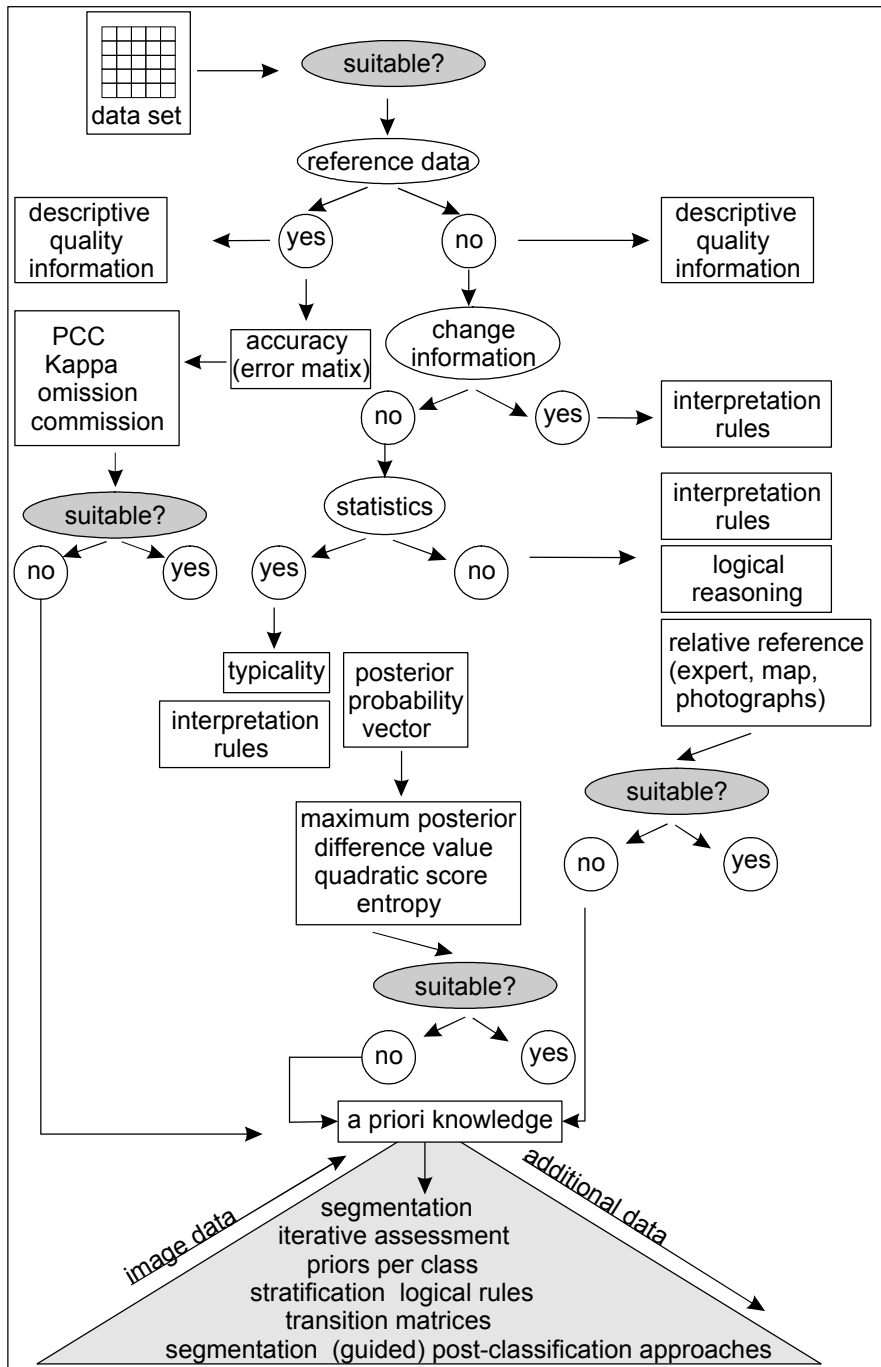 data set
suitable?
reference data
descriptive
quality
information
yes
no
descriptive
quality
information
PCC
Kappa
omission
commission
accuracy
(error matix)
change
information
no
yes
interpretation
rules
suitable?
no
yes
statistics
yes
no
interpretation
rules
logical
reasoning
relative reference
(expert, map,
photographs)
typicality
interpretation
rules
posterior
probability
vector
suitable?
no
yes
maximum posterior
difference value
quadratic score
entropy
suitable?
no
yes
a priori knowledge
image data
additional data
segmentation
iterative assessment
priors per class
stratification logical rules
transition matrices
segmentation (guided) post-classification approaches